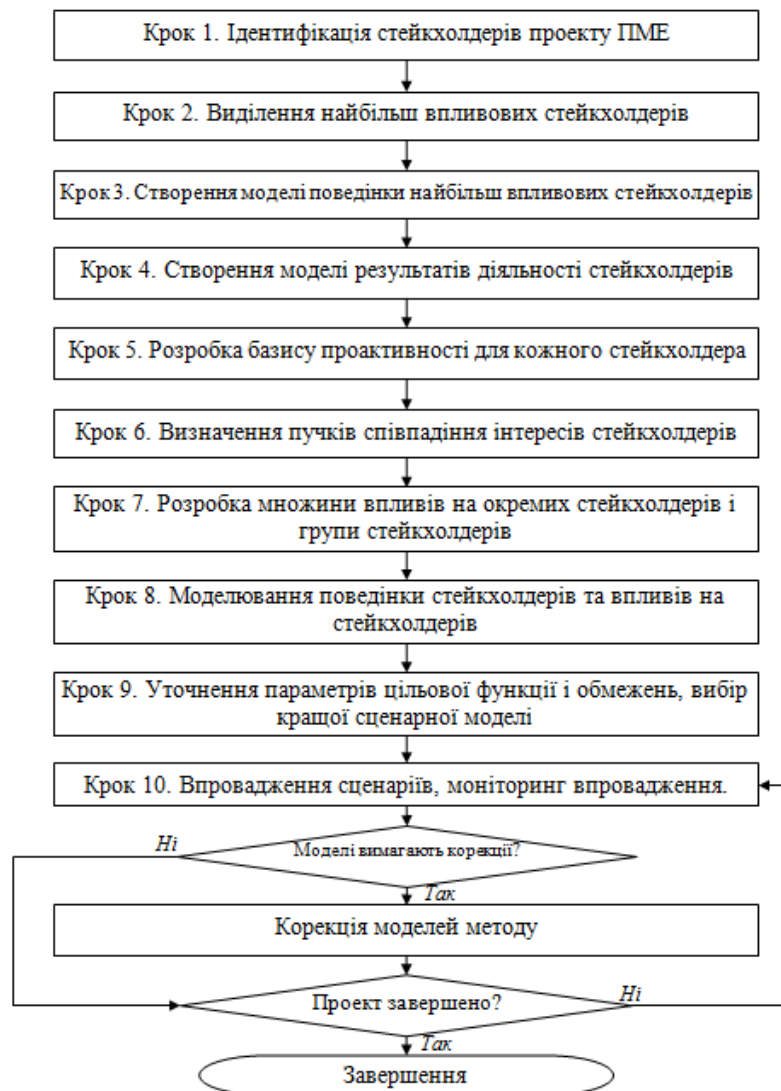 Крок 1. Ідентифікація стейкхолдерів проекту ПМЕ
Крок 2. Виділення найбільш впливових стейкхолдерів
Крок 3. Створення моделі поведінки найбільш впливових стейкхолдерів
Крок 4. Створення моделі результатів діяльності стейкхолдерів
Крок 5. Розробка базису проактивності для кожного стейкхолдера
Крок 6. Визначення пучків співпадіння інтересів стейкхолдерів
Крок 7. Розробка множини впливів на окремих стейкхолдерів і
групи стейкхолдерів
Крок 8. Моделювання поведінки стейкхолдерів та впливів на
стейкхолдерів
Крок 9. Уточнення параметрів цільової функції і обмежень, вибір
кращої сценарної моделі
Крок 10. Впровадження сценаріїв, моніторинг впровадження.
Ні
Моделі вимагають корекції?
Так
Корекція моделей методу
Проект завершено?
Ні
Так
Завершення